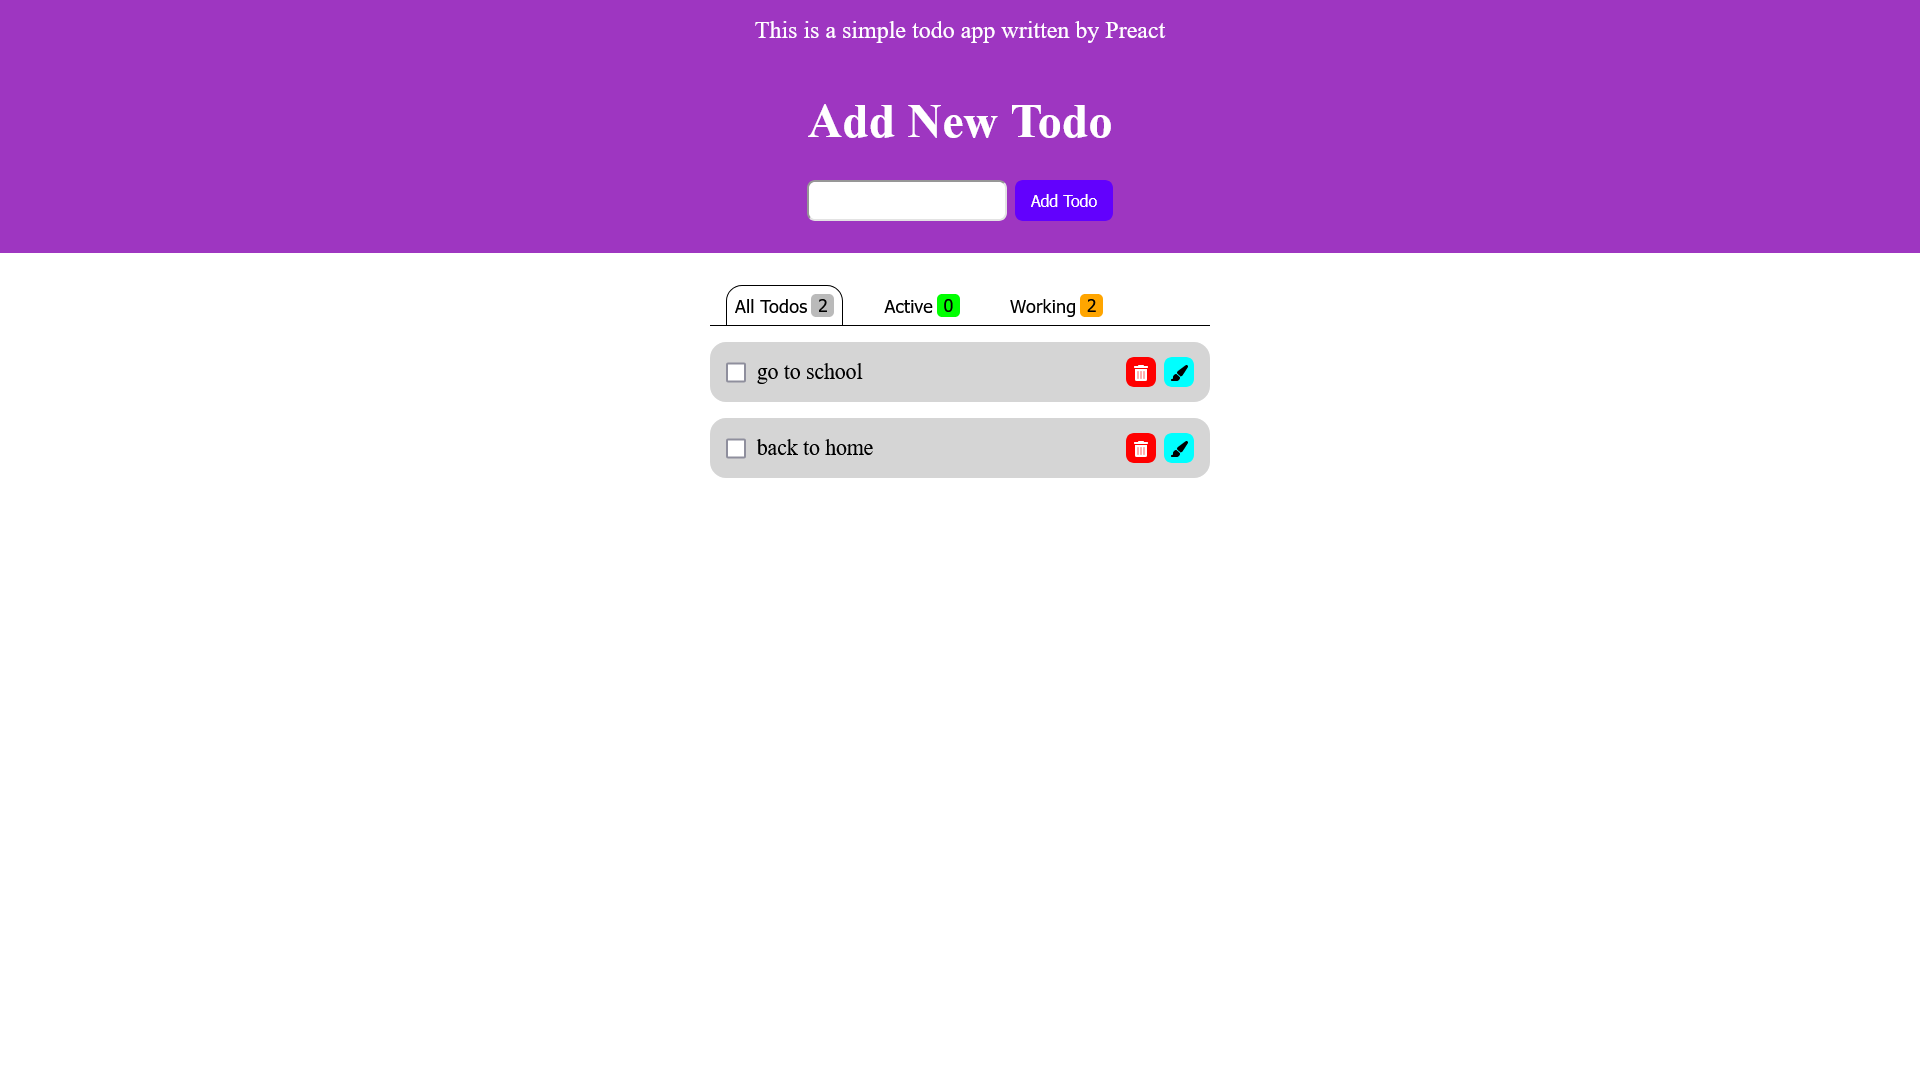 This is a simple todo app written by Preact
Add New Todo
Add Todo
All Todos 2 Active 0 Working 2
go to school
back to home